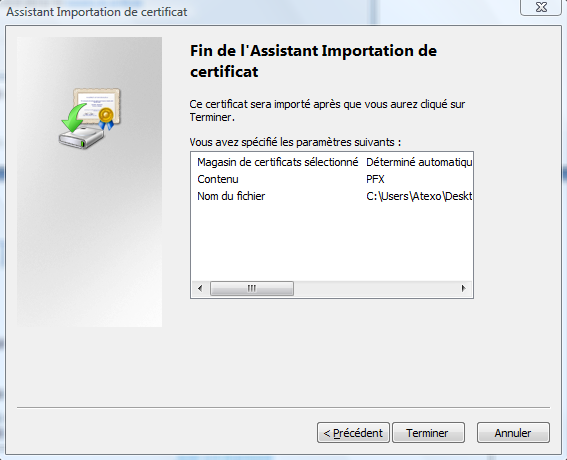 Assistant Importation de certificat
Fin de l'Assistant Importation de
certificat
Ce certificat sera importé après que vous aurez cliqué sur
Terminer.
Vous avez spécifié les paramètres suivants :
Magasin de certificats sélectionné Déterminé automatiqu
Contenu PFX
Nom du fichier C:\Users\Atexo\Deskt
< Précédent Terminer Annuler